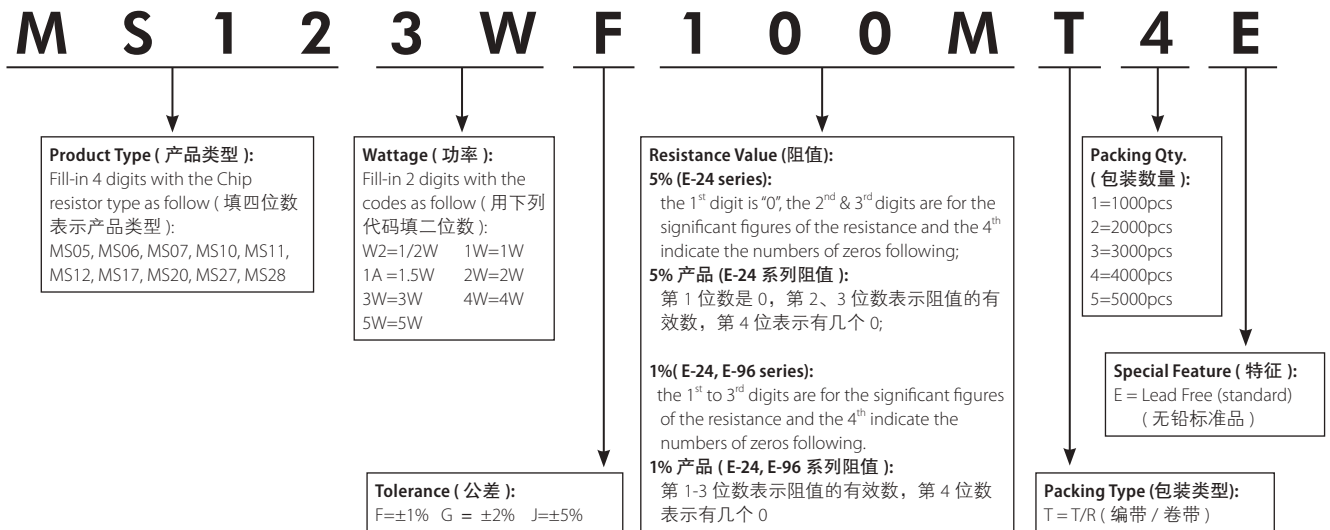 M S 1 2 3 W F 1 0 0 M T 4 E
Product Type ( 产品类型 ):
Fill-in 4 digits with the Chip
resistor type as follow ( 填四位数
表示产品类型 ):
MS05, MS06, MS07, MS10, MS11,
MS12, MS17, MS20, MS27, MS28
Wattage ( 功率 ):
Fill-in 2 digits with the
codes as follow ( 用下列
代码填二位数 ):
W2=1/2W 1W=1W
1A =1.5W 2W=2W
3W=3W 4W=4W
5W=5W
Tolerance ( 公差 ):
F=±1% G = ±2% J=±5%
Resistance Value (阻值):
5% (E-24 series):
the 1st digit is “0”, the 2nd & 3rd digits are for the
significant figures of the resistance and the 4th
indicate the numbers of zeros following;
5% 产品 (E-24 系列阻值 ):
第 1 位数是 0，第 2、3 位数表示阻值的有
效数，第 4 位表示有几个 0;
1%( E-24, E-96 series):
the 1st to 3rd digits are for the significant figures
of the resistance and the 4th indicate the
numbers of zeros following.
1% 产品 ( E-24, E-96 系列阻值 ):
第 1-3 位数表示阻值的有效数，第 4 位数
表示有几个 0
Packing Qty.
( 包装数量 ):
1=1000pcs
2=2000pcs
3=3000pcs
4=4000pcs
5=5000pcs
Special Feature ( 特征 ):
E = Lead Free (standard)
( 无铅标准品 )
Packing Type (包装类型):
T = T/R ( 编带 / 卷带 )